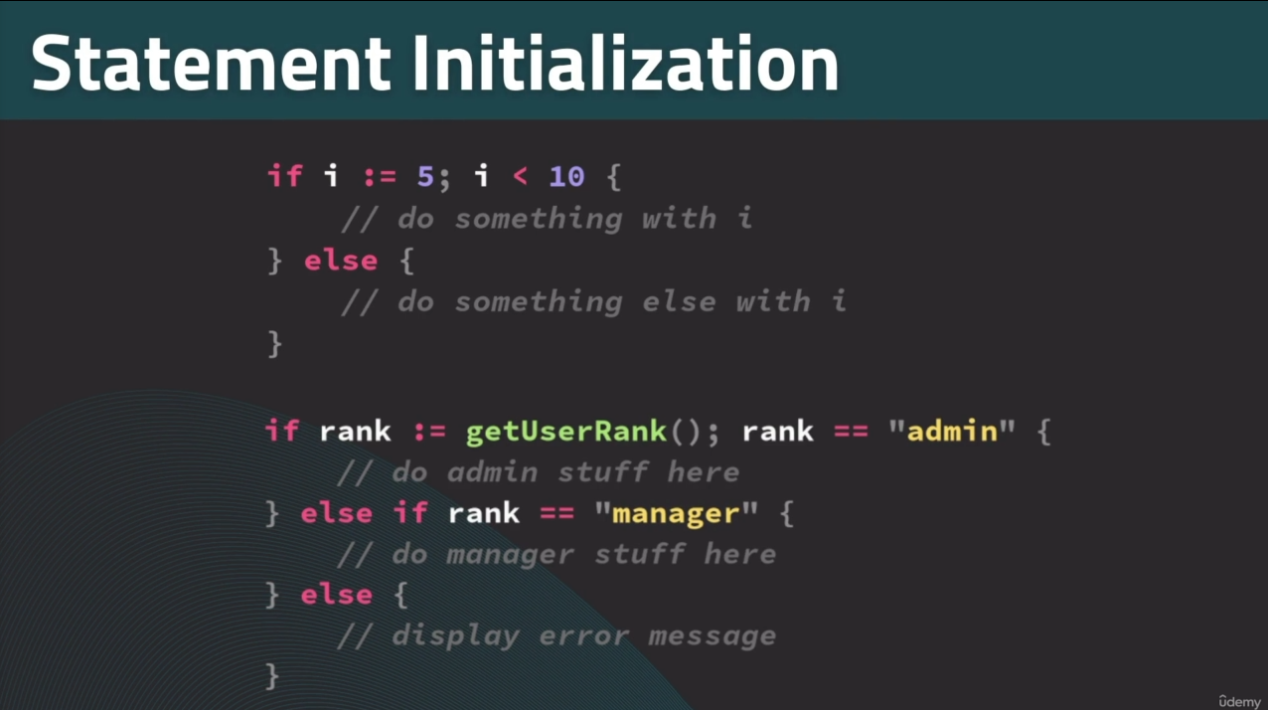 Statement Initialization
if i := 5; i < 10 {
    // do something with i
} else {
    // do something else with i
}
if rank := getUserRank(); rank == "admin" {
    // do admin stuff here
} else if rank == "manager" {
    // do manager stuff here
} else {
    // display error message
}
ûdemy